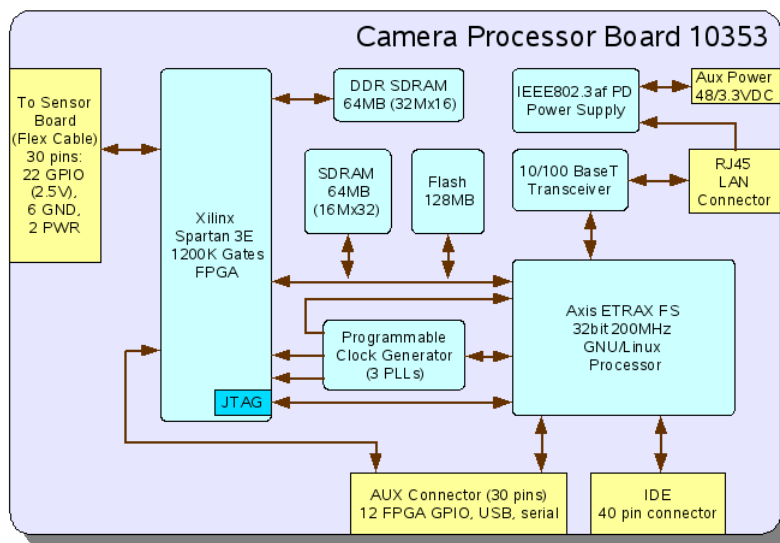 Camera Processor Board 10353
To Sensor
Board
(Flex Cable)
30 pins:
22 GPIO
(2.5V),
6 GND,
2 PWR
Xilinx
Spartan 3E
1200K Gates
FPGA
JTAG
DDR SDRAM
64MB (32Mx16)
SDRAM
64MB
(16Mx32)
Flash
128MB
IEEE802.3af PD
Power Supply
Aux Power
48/3.3VDC
10/100 BaseT
Transceiver
RJ45
LAN
Connector
Programmable
Clock Generator
(3 PLLs)
Axis ETRAX FS
32bit 200MHz
GNU/Linux
Processor
AUX Connector (30 pins)
12 FPGA GPIO, USB, serial
IDE
40 pin connector